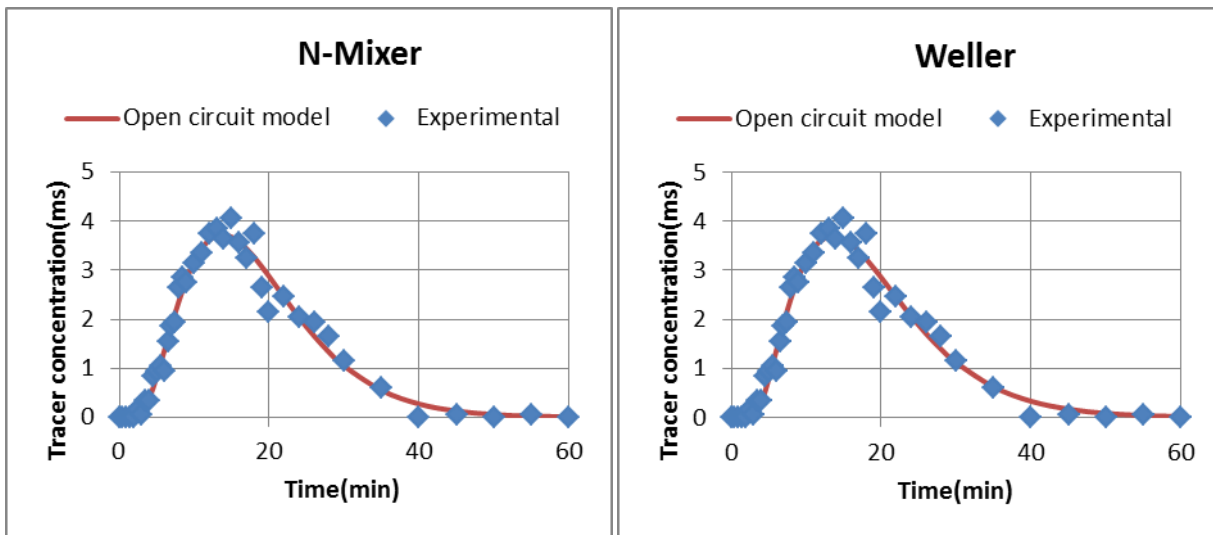 N-Mixer
Open circuit model Experimental
Tracer concentration(ms)
5
4
3
2
1
0
0 20 40 60
Time(min)
Weller
Open circuit model Experimental
Tracer concentration(ms)
5
4
3
2
1
0
0 20 40 60
Time(min)